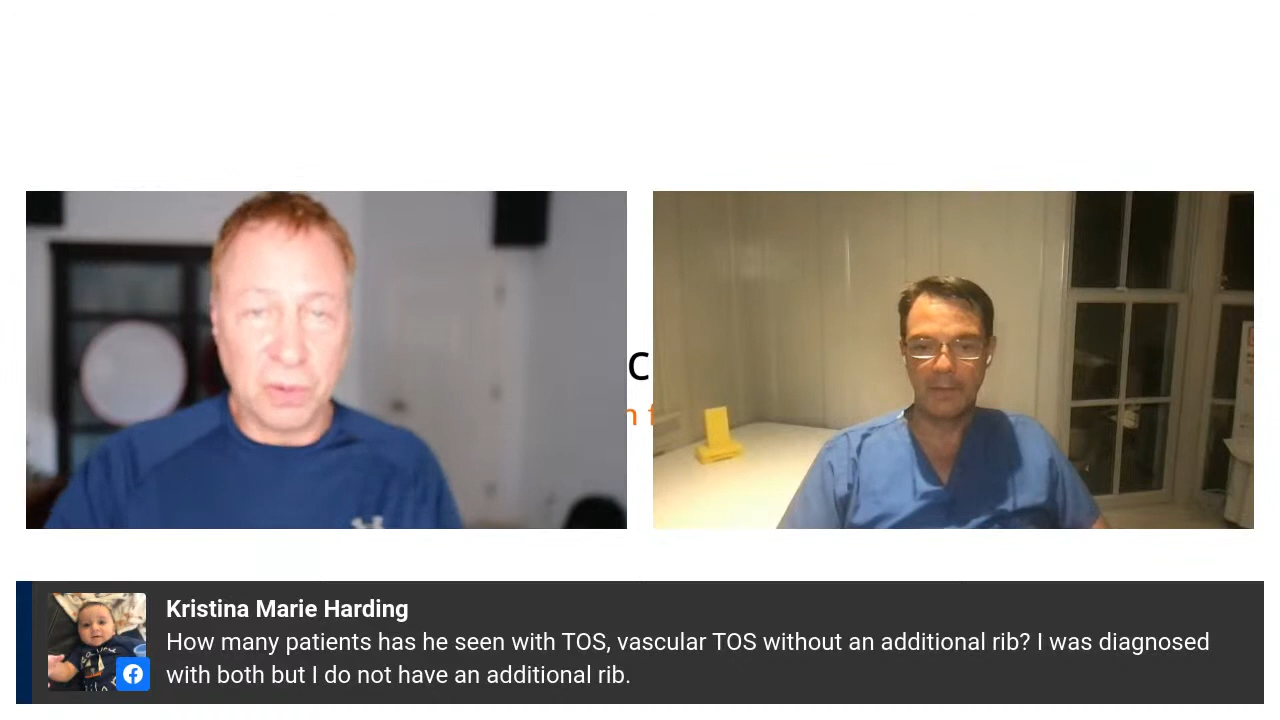 C
n f
Kristina Marie Harding
How many patients has he seen with TOS, vascular TOS without an additional rib? I was diagnosed
with both but I do not have an additional rib.